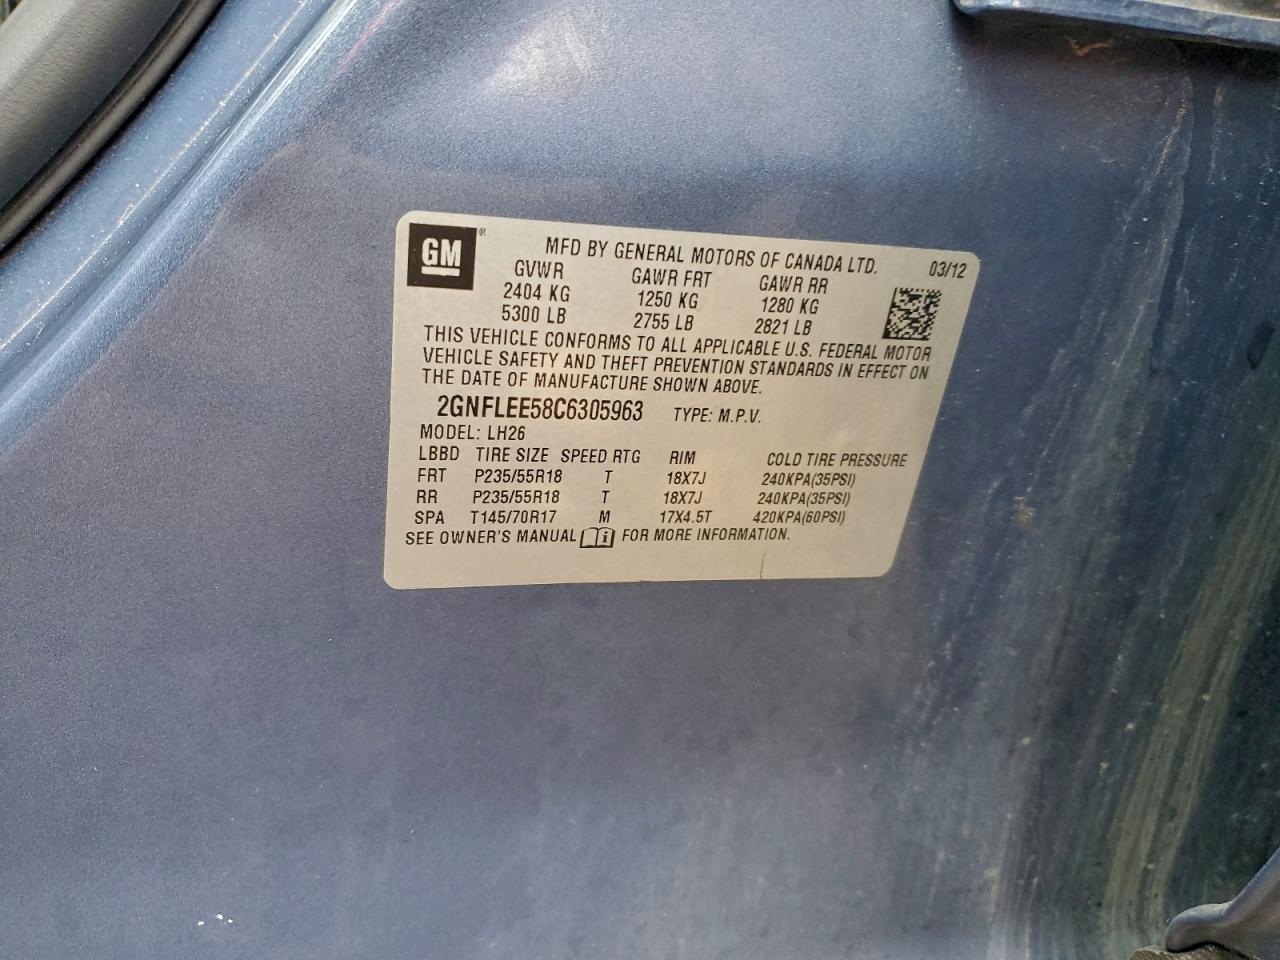 GM ®
MFD BY GENERAL MOTORS OF CANADA LTD. 03/12
GVWR GAWR FRT GAWR RR
2404 KG 1250 KG 1280 KG
5300 LB 2755 LB 2821 LB
THIS VEHICLE CONFORMS TO ALL APPLICABLE U.S. FEDERAL MOTOR
VEHICLE SAFETY AND THEFT PREVENTION STANDARDS IN EFFECT ON
THE DATE OF MANUFACTURE SHOWN ABOVE.
2GNFLEE58C6305963 TYPE: M.P.V.
MODEL: LH26
LBBD TIRE SIZE SPEED RTG RIM COLD TIRE PRESSURE
FRT P235/55R18 T 18X7J 240KPA(35PSI)
RR P235/55R18 T 18X7J 240KPA(35PSI)
SPA T145/70R17 M 17X4.5T 420KPA(60PSI)
SEE OWNER'S MANUAL FOR MORE INFORMATION.